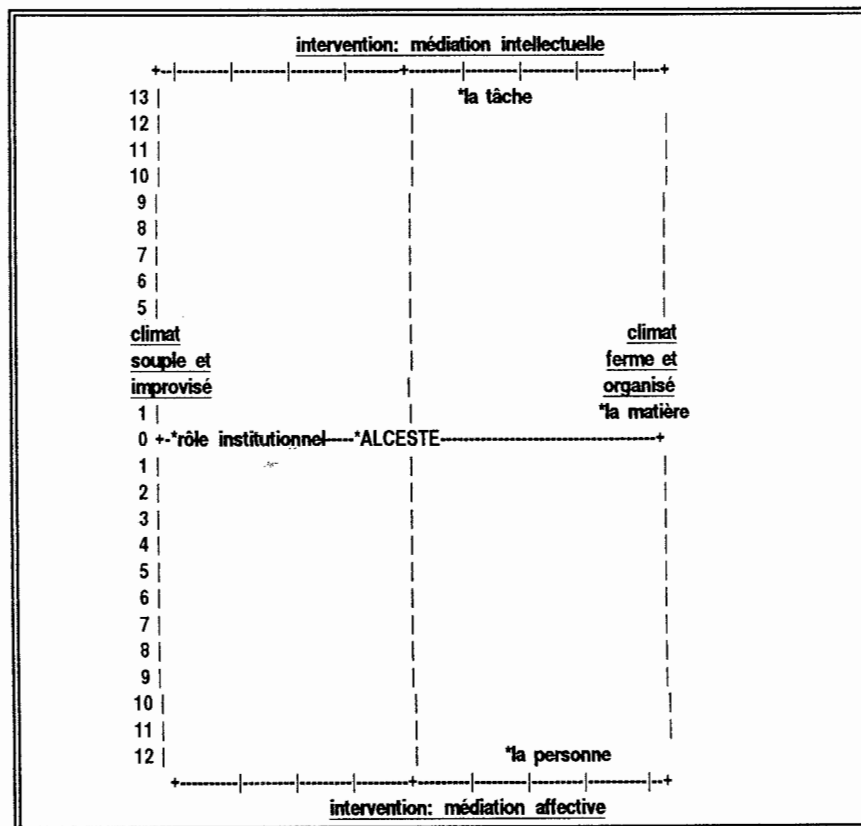 intervention: médiation intellectuelle
+--|---------|---------|---------+---------|---------|---------|----+
13 | | *la tâche
12 | | |
11 | | |
10 | | |
9 | | |
8 | | |
7 | | |
6 | | |
5 | | |
climat | climat
souple et | ferme et
improvisé | organisé
1 | | *la matière
0 +-*rôle institutionnel-----*ALCESTE-------------------------------------+
1 | | |
2 | | |
3 | | |
4 | | |
5 | | |
6 | | |
7 | | |
8 | | |
9 | | |
10 | | |
11 | | |
12 | | *la personne
+----------|---------|---------+---------|---------|---------|--+
intervention: médiation affective